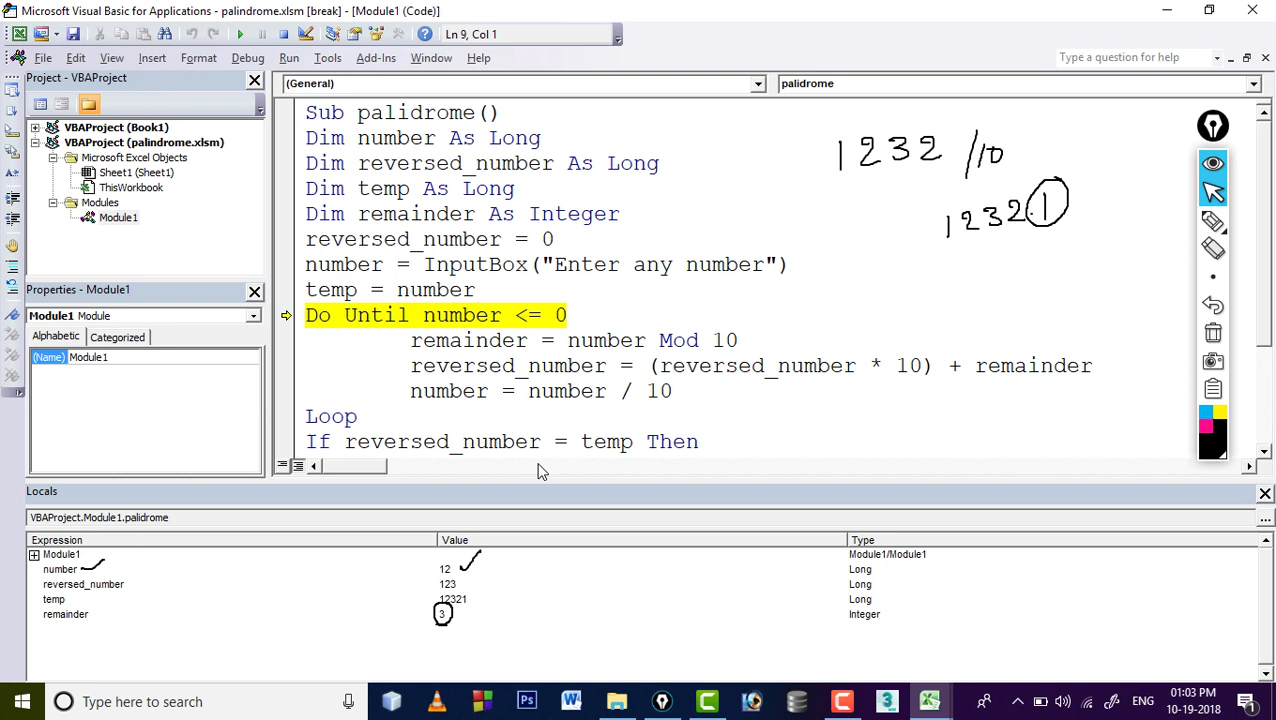 Microsoft Visual Basic for Applications - palindrome.xlsm [break] - [Module1 (Code)]
Ln 9, Col 1
File Edit View Insert Format Debug Run Tools Add-Ins Window Help
Type a question for help
Project - VBAProject
(General)
palidrome
VBAProject (Book1)
VBAProject (palindrome.xlsm)
Microsoft Excel Objects
Sheet1 (Sheet1)
ThisWorkbook
Modules
Module1
Properties - Module1
Module1 Module
Alphabetic Categorized
(Name) Module1
Sub palidrome()
Dim number As Long
Dim reversed_number As Long
Dim temp As Long
Dim remainder As Integer
reversed_number = 0
number = InputBox("Enter any number")
temp = number
Do Until number <= 0
remainder = number Mod 10
reversed_number = (reversed_number * 10) + remainder
number = number / 10
Loop
If reversed_number = temp Then
1232 /10
1232.1
Locals
VBAProject.Module1.palidrome
...
Expression Value Type
Module1 Module1/Module1
number 12 Long
reversed_number 123 Long
temp 12321 Long
remainder 3 Integer
Type here to search
Ps
W
3
ENG
01:03 PM
10-19-2018
1